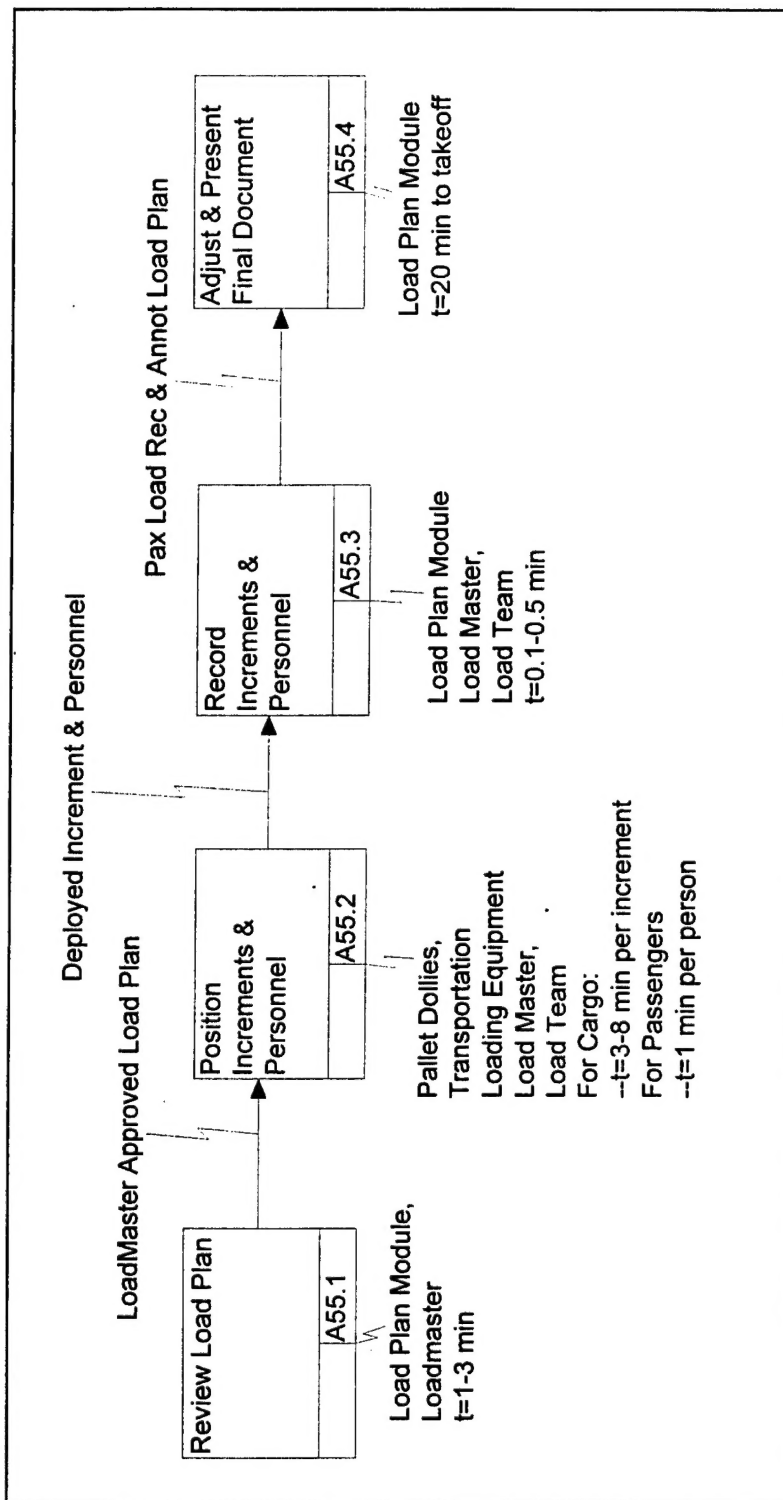 Review Load Plan
A55.1
Load Plan Module,
Loadmaster
t=1-3 min
LoadMaster Approved Load Plan
Position
Increments &
Personnel
A55.2
Pallet Dollies,
Transportation
Loading Equipment
Load Master,
Load Team
For Cargo:
--t=3-8 min per increment
For Passengers
--t=1 min per person
Deployed Increment & Personnel
Record
Increments &
Personnel
A55.3
Load Plan Module
Load Master,
Load Team
t=0.1-0.5 min
Pax Load Rec & Annot Load Plan
Adjust & Present
Final Document
A55.4
Load Plan Module
t=20 min to takeoff